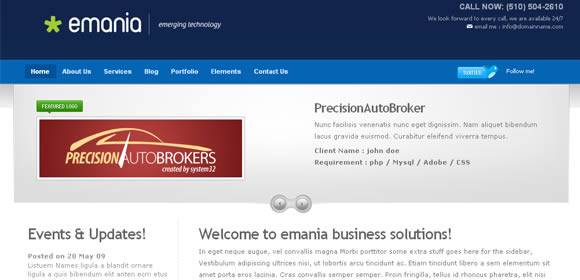 CALL NOW: (510) 504-2610
emania
emerging technology
We look forward to every call, we are available 24/7
email me : info@domainname.com
Home About Us Services Blog Portfolio Elements Contact Us
twitter Follow me!
FEATURED LOGO
PrecisionAutoBroker
Nunc facilisis venenatis nunc eget dignissim. Nam aliquet bibendum
lacus gravida euismod. Curabitur eleifend viverra tempus.
PRECISION AUTOBROKERS
created by system32
Client Name : john doe
Requirement : php / Mysql / Adobe / CSS
Events & Updates!
Posted on 20 May 09
Listuem Names ligula a blandit ornare
ligula a quis bibendum elit enton eorm etus
Welcome to emania business solutions!
In eget neque augue, vel convallis magna Morbi porttitor some extra stuff goes here for the sidebar,
Vestibulum adipiscing ultrices nisi, ut lobortis arcu tincidunt ac. Etiam tincidunt libero a sem elementum sit
amet porta eros lacinia. Cras convallis semper semper. Proin fringilla, tellus id rhoncus pharetra, elit nisi